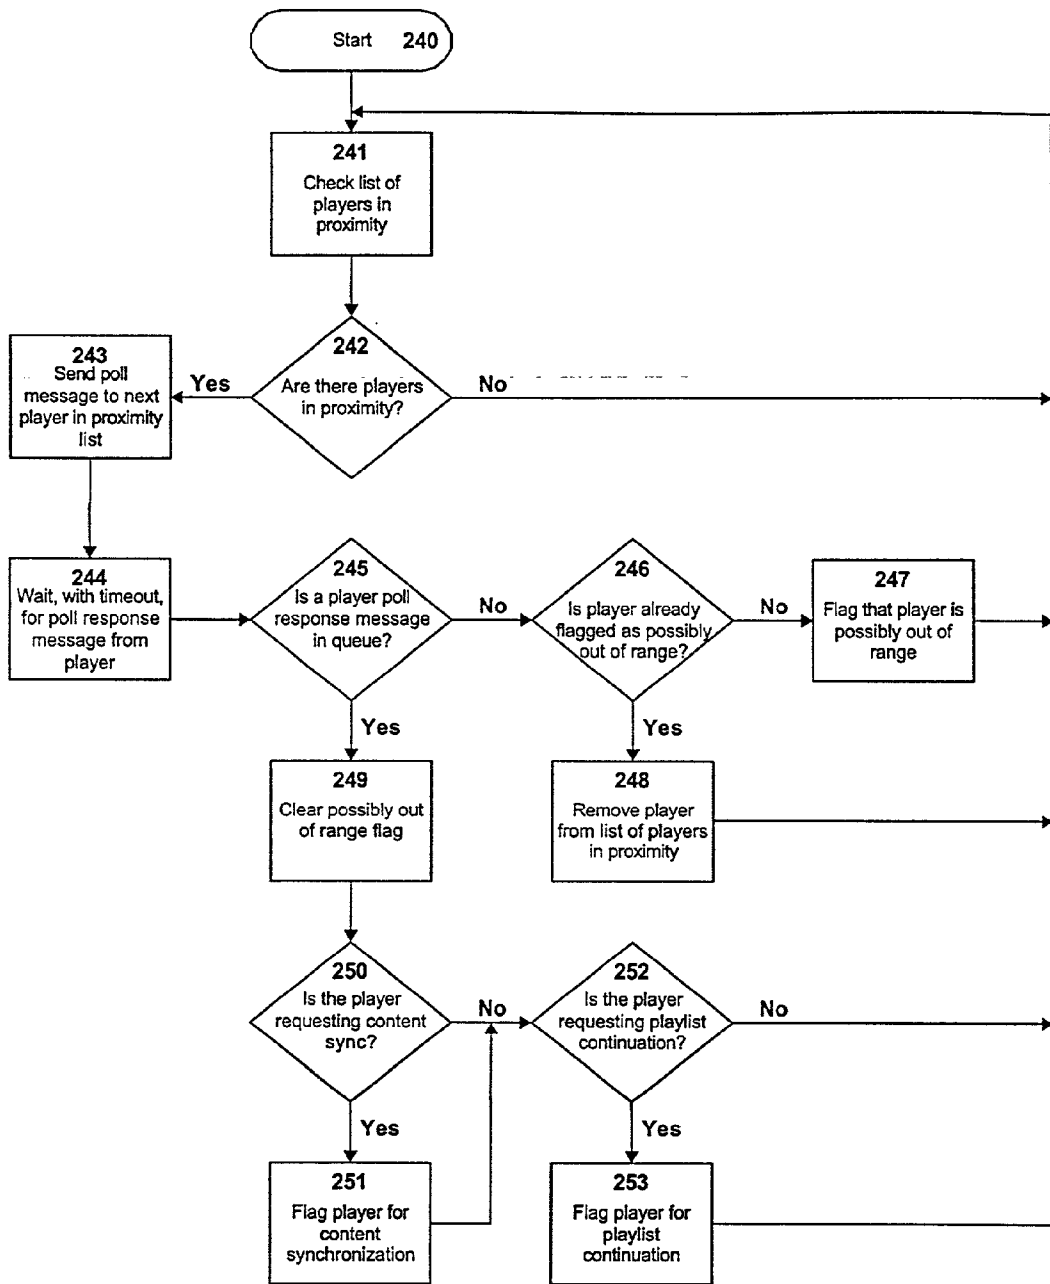 Start 240
241
Check list of
players in
proximity
242
Are there players
in proximity?
Yes
No
243
Send poll
message to next
player in proximity
list
244
Wait, with timeout,
for poll response
message from
player
245
Is a player poll
response message
in queue?
No
Yes
246
Is player already
flagged as possibly
out of range?
No
Yes
247
Flag that player is
possibly out of
range
249
Clear possibly out
of range flag
248
Remove player
from list of players
in proximity
250
Is the player
requesting content
sync?
No
Yes
252
Is the player
requesting playlist
continuation?
No
Yes
251
Flag player for
content
synchronization
253
Flag player for
playlist
continuation